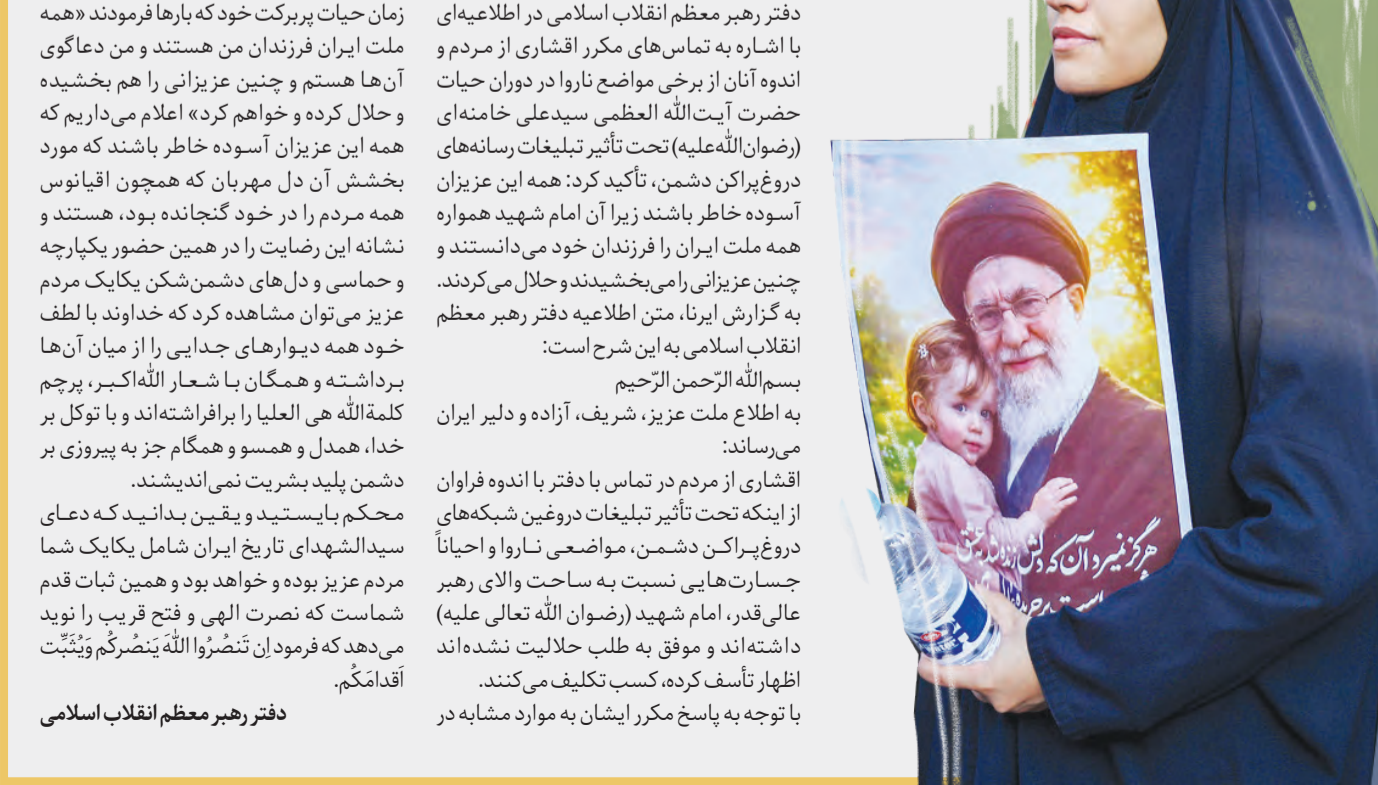 دفتر رهبر معظم انقلاب اسلامی در اطلاعیه‌ای
با اشاره به تماس‌های مکرر اقشاری از مردم و
اندوه آنان از برخی مواضع ناروا در دوران حیات
حضرت آیت‌الله العظمی سیدعلی خامنه‌ای
(رضوان‌الله‌علیه) تحت تأثیر تبلیغات رسانه‌های
دروغ‌پراکن دشمن، تأکید کرد: همه این عزیزان
آسوده خاطر باشند زیرا آن امام شهید همواره
همه ملت ایران را فرزندان خود می‌دانستند و
چنین عزیزانی را می‌بخشیدند و حلال می‌کردند.
به گزارش ایرنا، متن اطلاعیه دفتر رهبر معظم
انقلاب اسلامی به این شرح است:
بسم‌الله الرّحمن الرّحیم
به اطلاع ملت عزیز، شریف، آزاده و دلیر ایران
می‌رساند:
اقشاری از مردم در تماس با دفتر با اندوه فراوان
از اینکه تحت تأثیر تبلیغات دروغین شبکه‌های
دروغ‌پراکن دشمن، مواضعی ناروا و احیاناً
جسارت‌هایی نسبت به ساحت والای رهبر
عالی‌قدر، امام شهید (رضوان الله تعالی علیه)
داشته‌اند و موفق به طلب حلالیت نشده‌اند
اظهار تأسف کرده، کسب تکلیف می‌کنند.
با توجه به پاسخ مکرر ایشان به موارد مشابه در
زمان حیات پربرکت خود که بارها فرمودند «همه
ملت ایران فرزندان من هستند و من دعاگوی
آن‌ها هستم و چنین عزیزانی را هم بخشیده
و حلال کرده و خواهم کرد» اعلام می‌داریم که
همه این عزیزان آسوده خاطر باشند که مورد
بخشش آن دل مهربان که همچون اقیانوس
همه مردم را در خود گنجانده بود، هستند و
نشانه این رضایت را در همین حضور یکپارچه
و حماسی و دل‌های دشمن‌شکن یکایک مردم
عزیز می‌توان مشاهده کرد که خداوند با لطف
خود همه دیوارهای جدایی را از میان آن‌ها
برداشته و همگان با شعار الله‌اکبر، پرچم
کلمةالله هی العلیا را برافراشته‌اند و با توکل بر
خدا، همدل و همسو و همگام جز به پیروزی بر
دشمن پلید بشریت نمی‌اندیشند.
محکم بایستید و یقین بدانید که دعای
سیدالشهدای تاریخ ایران شامل یکایک شما
مردم عزیز بوده و خواهد بود و همین ثبات قدم
شماست که نصرت الهی و فتح قریب را نوید
می‌دهد که فرمود اِن تَنصُرُوا اللّٰهَ یَنصُرکُم وَیُثَبِّت
اَقدامَکُم.
دفتر رهبر معظم انقلاب اسلامی
هرگز نمیرد آن که دلش زنده شد به عشق